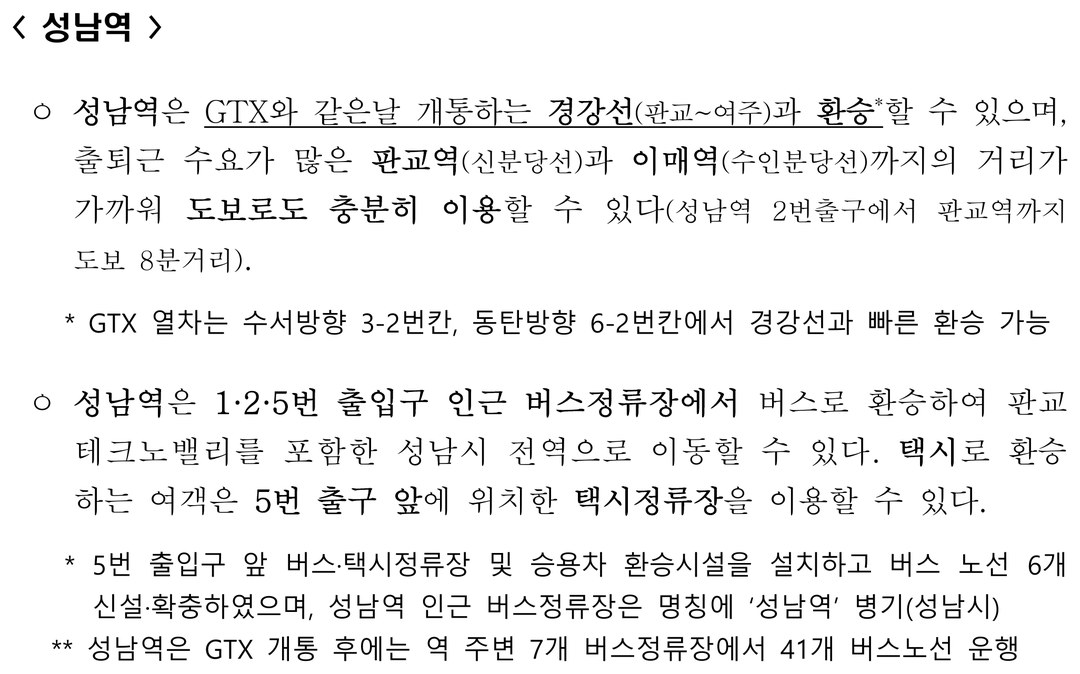 < 성남역 >
ㅇ 성남역은 GTX와 같은날 개통하는 경강선(판교~여주)과 환승*할 수 있으며,
출퇴근 수요가 많은 판교역(신분당선)과 이매역(수인분당선)까지의 거리가
가까워 도보로도 충분히 이용할 수 있다(성남역 2번출구에서 판교역까지
도보 8분거리).
* GTX 열차는 수서방향 3-2번칸, 동탄방향 6-2번칸에서 경강선과 빠른 환승 가능
ㅇ 성남역은 1·2·5번 출입구 인근 버스정류장에서 버스로 환승하여 판교
테크노밸리를 포함한 성남시 전역으로 이동할 수 있다. 택시로 환승
하는 여객은 5번 출구 앞에 위치한 택시정류장을 이용할 수 있다.
* 5번 출입구 앞 버스·택시정류장 및 승용차 환승시설을 설치하고 버스 노선 6개
신설·확충하였으며, 성남역 인근 버스정류장은 명칭에 ‘성남역’ 병기(성남시)
** 성남역은 GTX 개통 후에는 역 주변 7개 버스정류장에서 41개 버스노선 운행